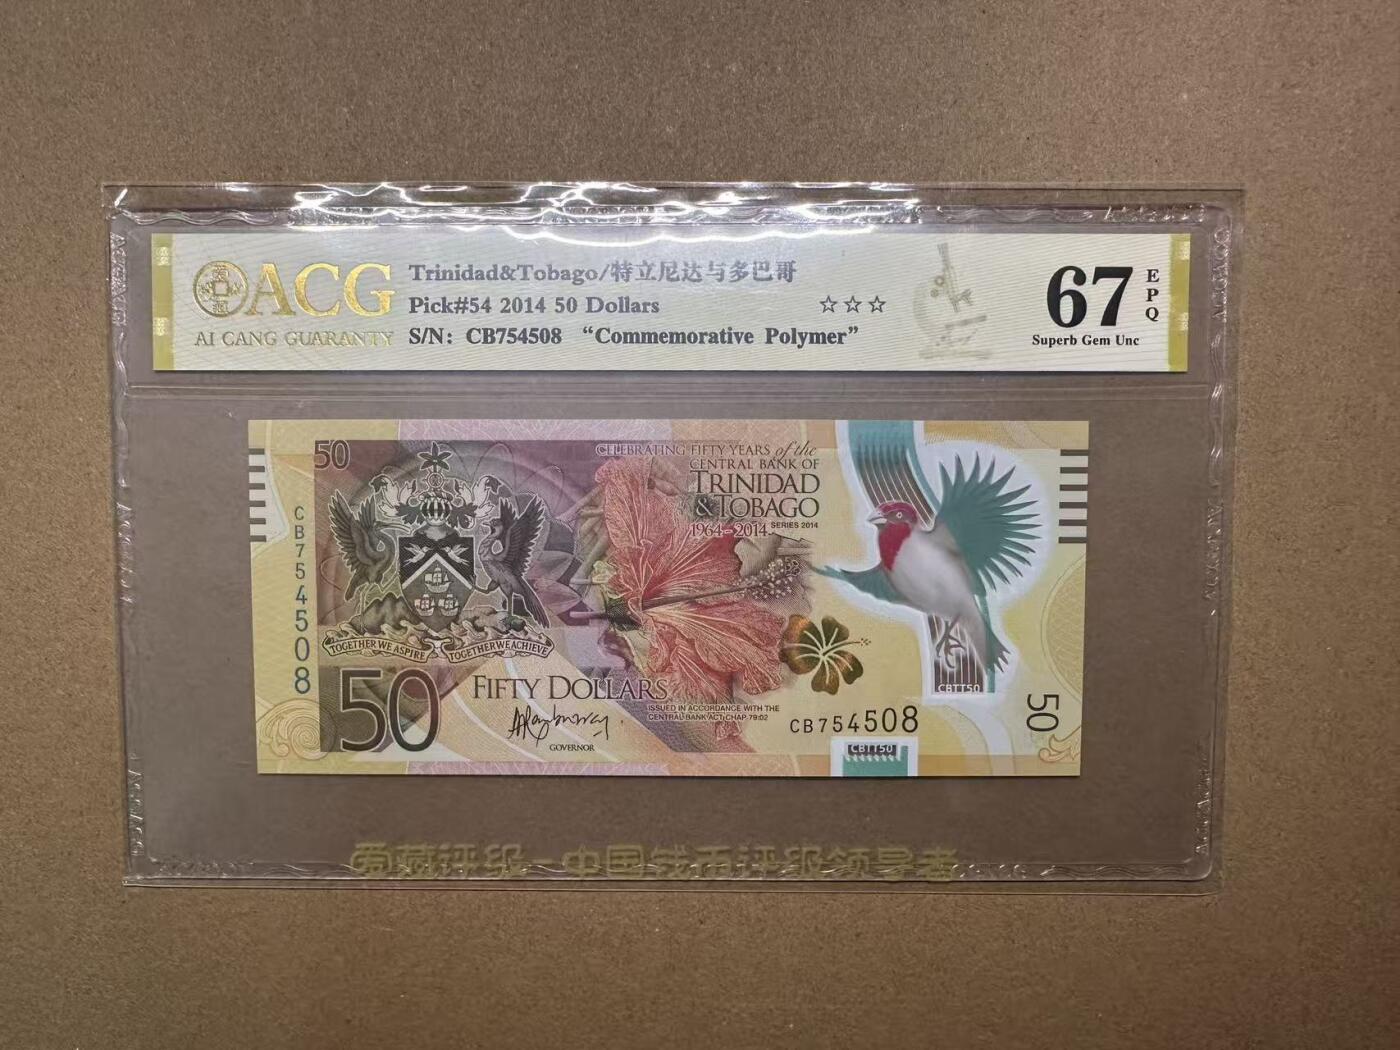 ACG
AI CANG GUARANTY
Trinidad&Tobago/特立尼达与多巴哥
Pick#54 2014 50 Dollars
☆☆☆
S/N: CB754508 “Commemorative Polymer”
67
EPQ
Superb Gem Unc
50
CELEBRATING FIFTY YEARS of the
CENTRAL BANK OF
TRINIDAD
& TOBAGO
1964-2014 SERIES 2014
CB754508
TOGETHER WE ASPIRE TOGETHER WE ACHIEVE
50
FIFTY DOLLARS
ISSUED IN ACCORDANCE WITH THE
CENTRAL BANK ACT CHAP 79:02
GOVERNOR
CB754508
CBTT50
CBTT50
50
爱藏评级-中国钱币评级领导者